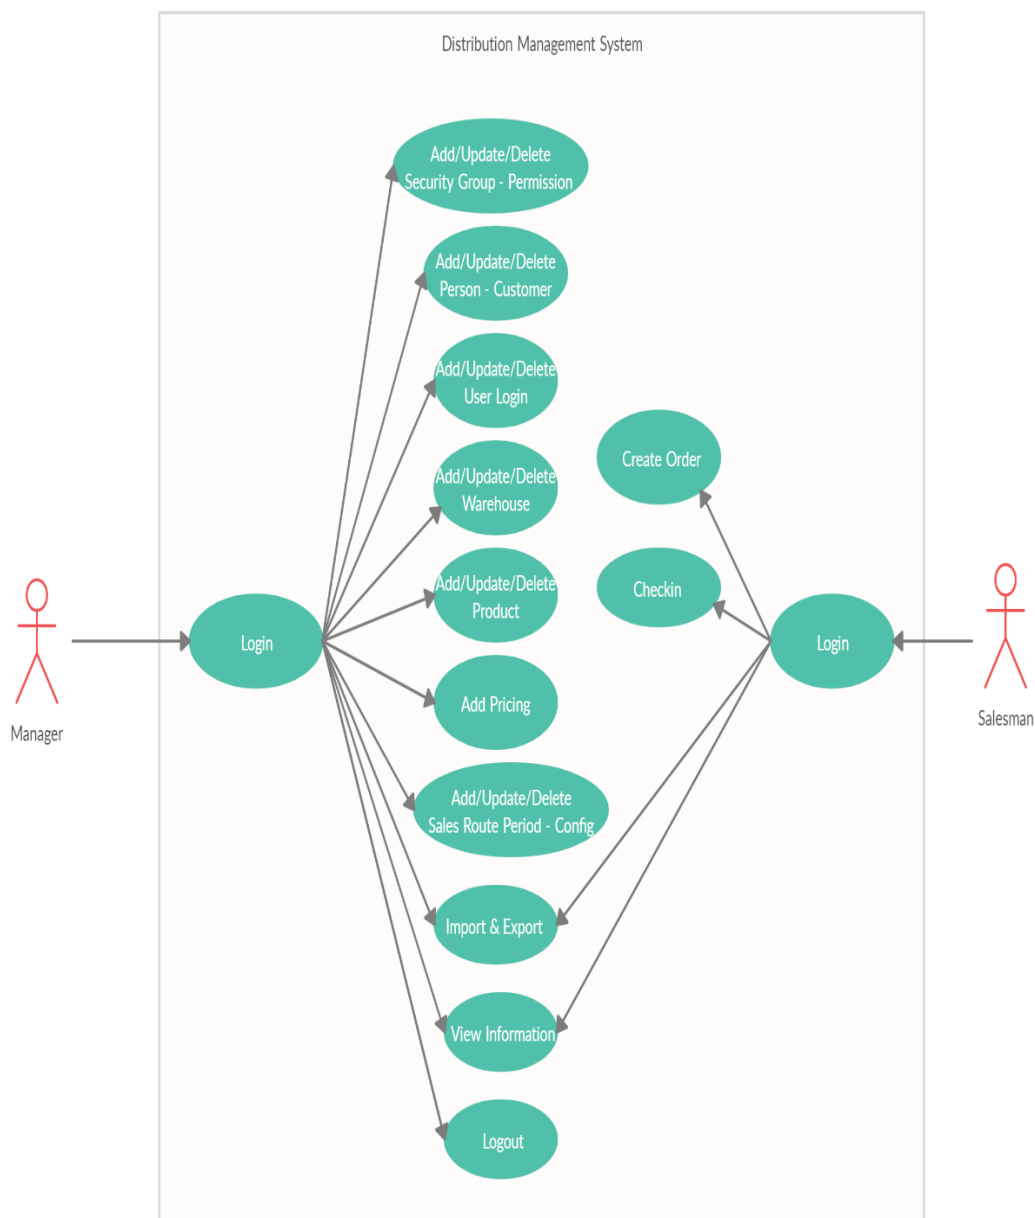 Distribution Management System
Add/Update/Delete
Security Group - Permission
Add/Update/Delete
Person - Customer
Add/Update/Delete
User Login
Add/Update/Delete
Warehouse
Create Order
Add/Update/Delete
Product
Checkin
Login
Login
Manager
Salesman
Add Pricing
Add/Update/Delete
Sales Route Period - Config
Import & Export
View Information
Logout